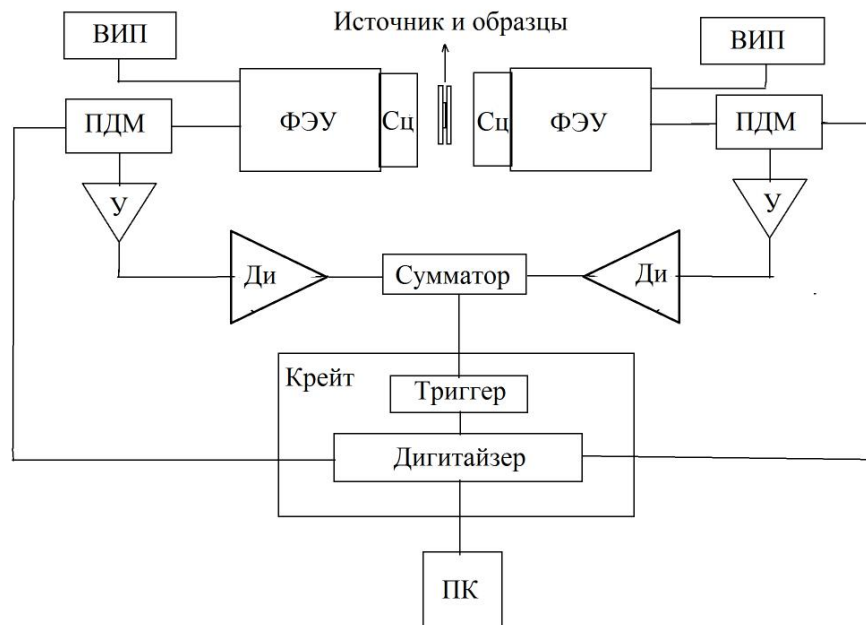 Источник и образцы
ВИП
ВИП
ПДМ
ФЭУ
Сц
Сц
ФЭУ
ПДМ
У
У
Ди
Сумматор
Ди
Крейт
Триггер
Дигитайзер
ПК